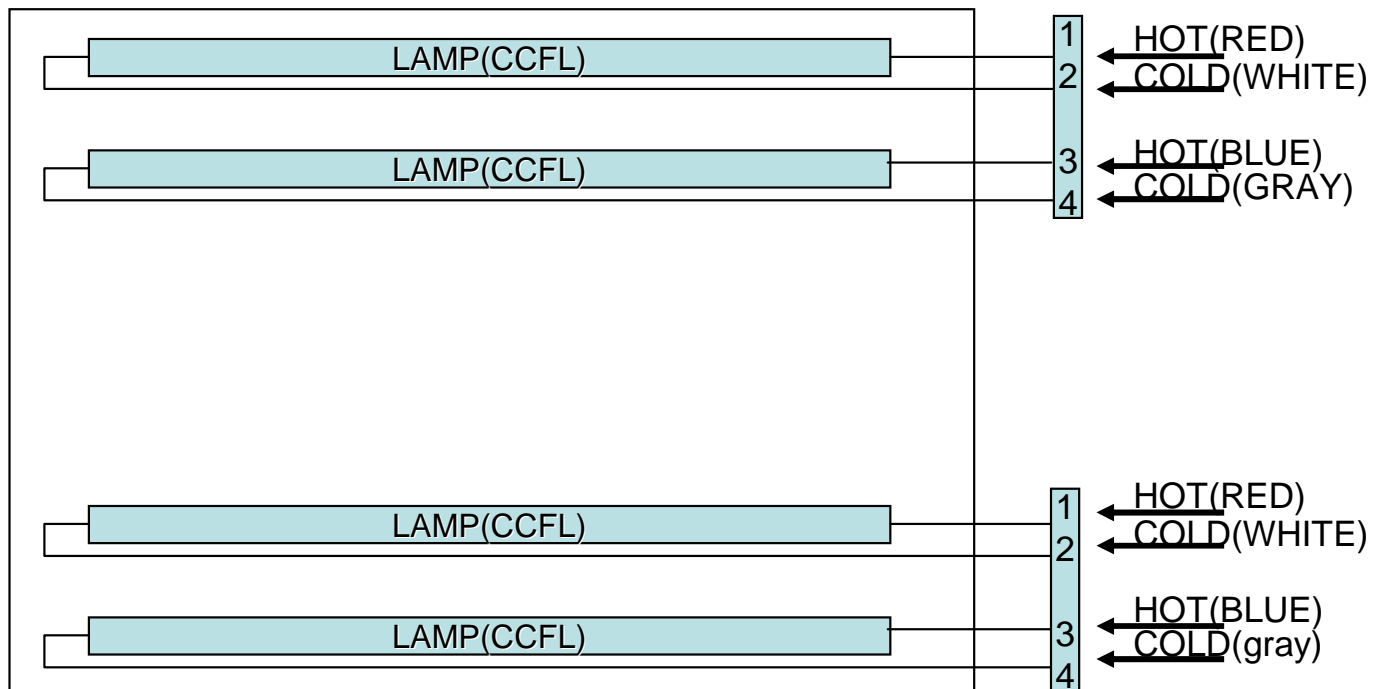 LAMP(CCFL)
1
HOT(RED)
2
COLD(WHITE)
LAMP(CCFL)
3
HOT(BLUE)
4
COLD(GRAY)
LAMP(CCFL)
1
HOT(RED)
2
COLD(WHITE)
LAMP(CCFL)
3
HOT(BLUE)
4
COLD(gray)